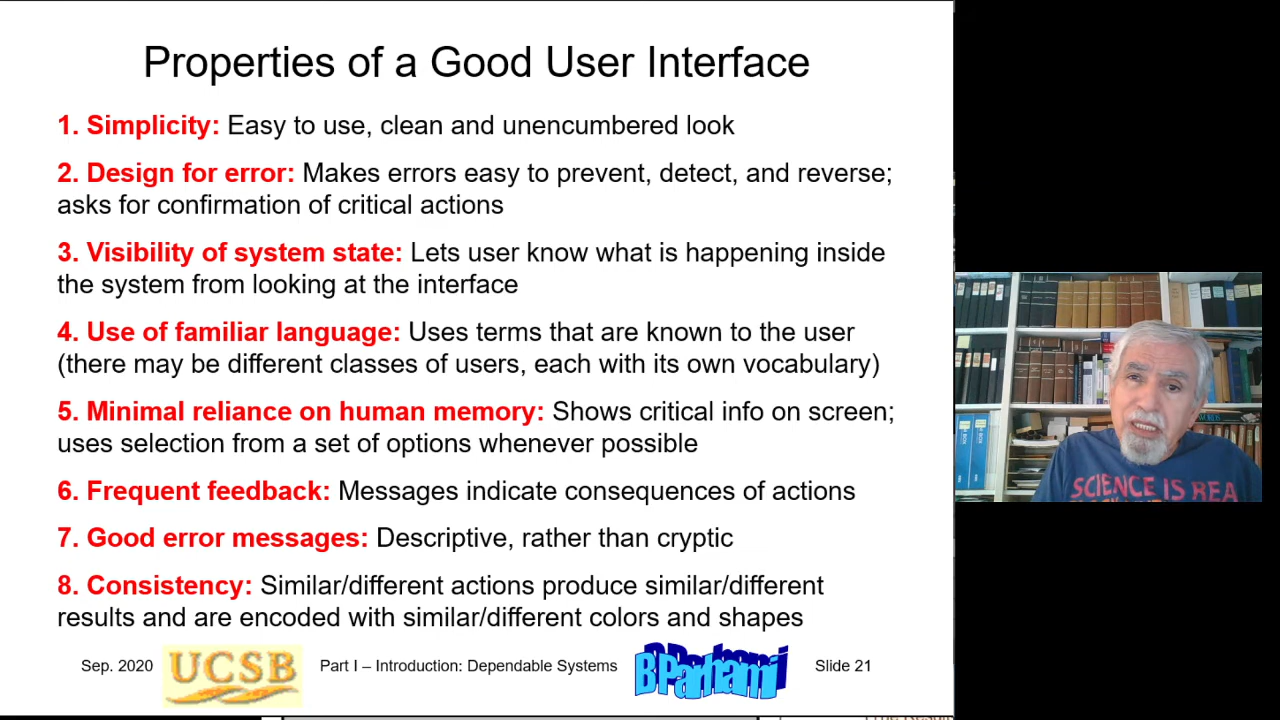 Properties of a Good User Interface
1. Simplicity: Easy to use, clean and unencumbered look
2. Design for error: Makes errors easy to prevent, detect, and reverse;
asks for confirmation of critical actions
3. Visibility of system state: Lets user know what is happening inside
the system from looking at the interface
4. Use of familiar language: Uses terms that are known to the user
(there may be different classes of users, each with its own vocabulary)
5. Minimal reliance on human memory: Shows critical info on screen;
uses selection from a set of options whenever possible
6. Frequent feedback: Messages indicate consequences of actions
7. Good error messages: Descriptive, rather than cryptic
8. Consistency: Similar/different actions produce similar/different
results and are encoded with similar/different colors and shapes
Sep. 2020 UCSB Part I – Introduction: Dependable Systems B Parhami Slide 21
SCIENCE IS REA